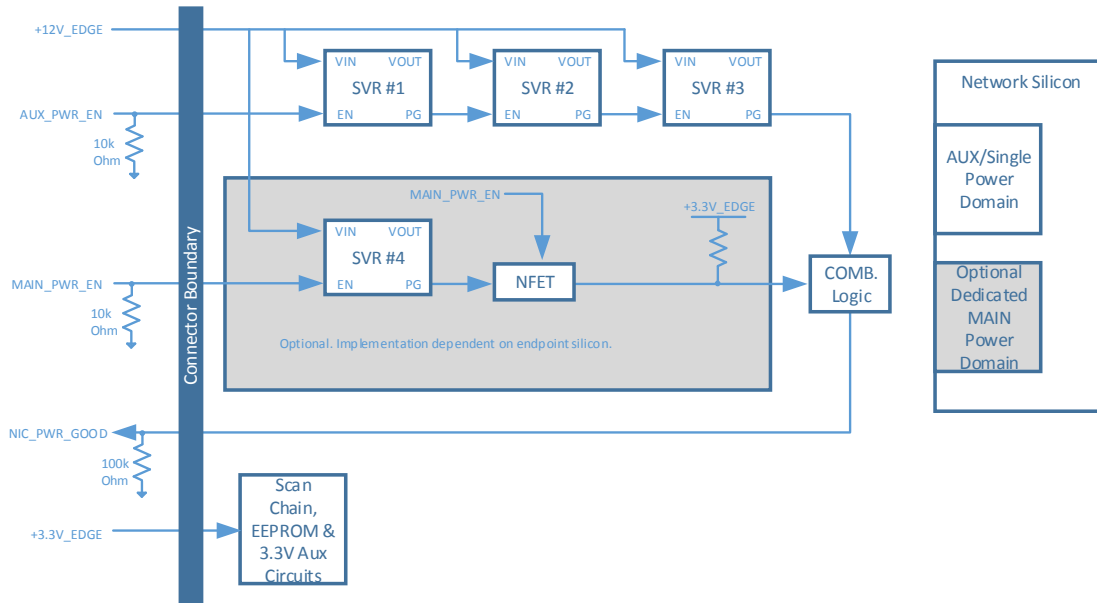 +12V_EDGE
VIN VOUT
SVR #1
EN PG
VIN VOUT
SVR #2
EN PG
VIN VOUT
SVR #3
EN PG
AUX_PWR_EN
10k
Ohm
Network Silicon
AUX/Single
Power
Domain
Optional
Dedicated
MAIN
Power
Domain
Connector Boundary
MAIN_PWR_EN
+3.3V_EDGE
VIN VOUT
SVR #4
EN PG
NFET
COMB.
Logic
MAIN_PWR_EN
10k
Ohm
Optional. Implementation dependent on endpoint silicon.
NIC_PWR_GOOD
100k
Ohm
+3.3V_EDGE
Scan
Chain,
EEPROM &
3.3V Aux
Circuits